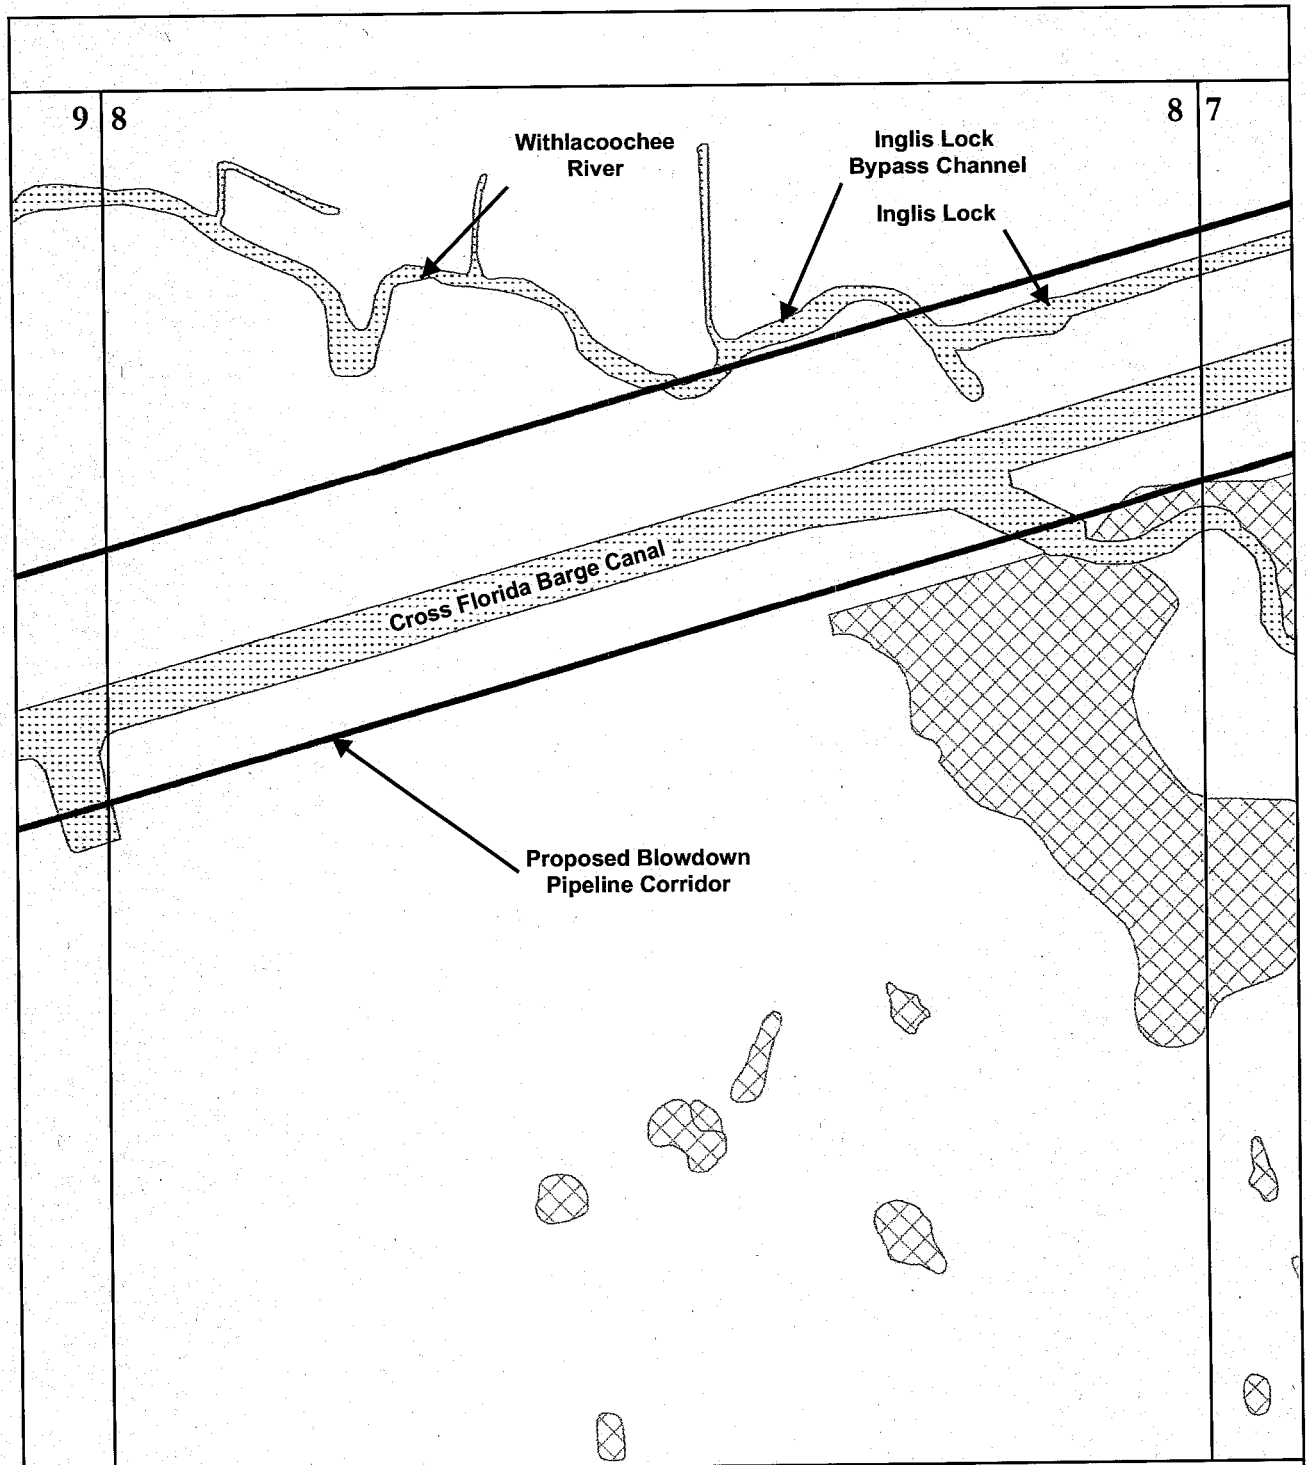 9 8
8 7
Withlacoochee
River
Inglis Lock
Bypass Channel
Inglis Lock
Cross Florida Barge Canal
Proposed Blowdown
Pipeline Corridor